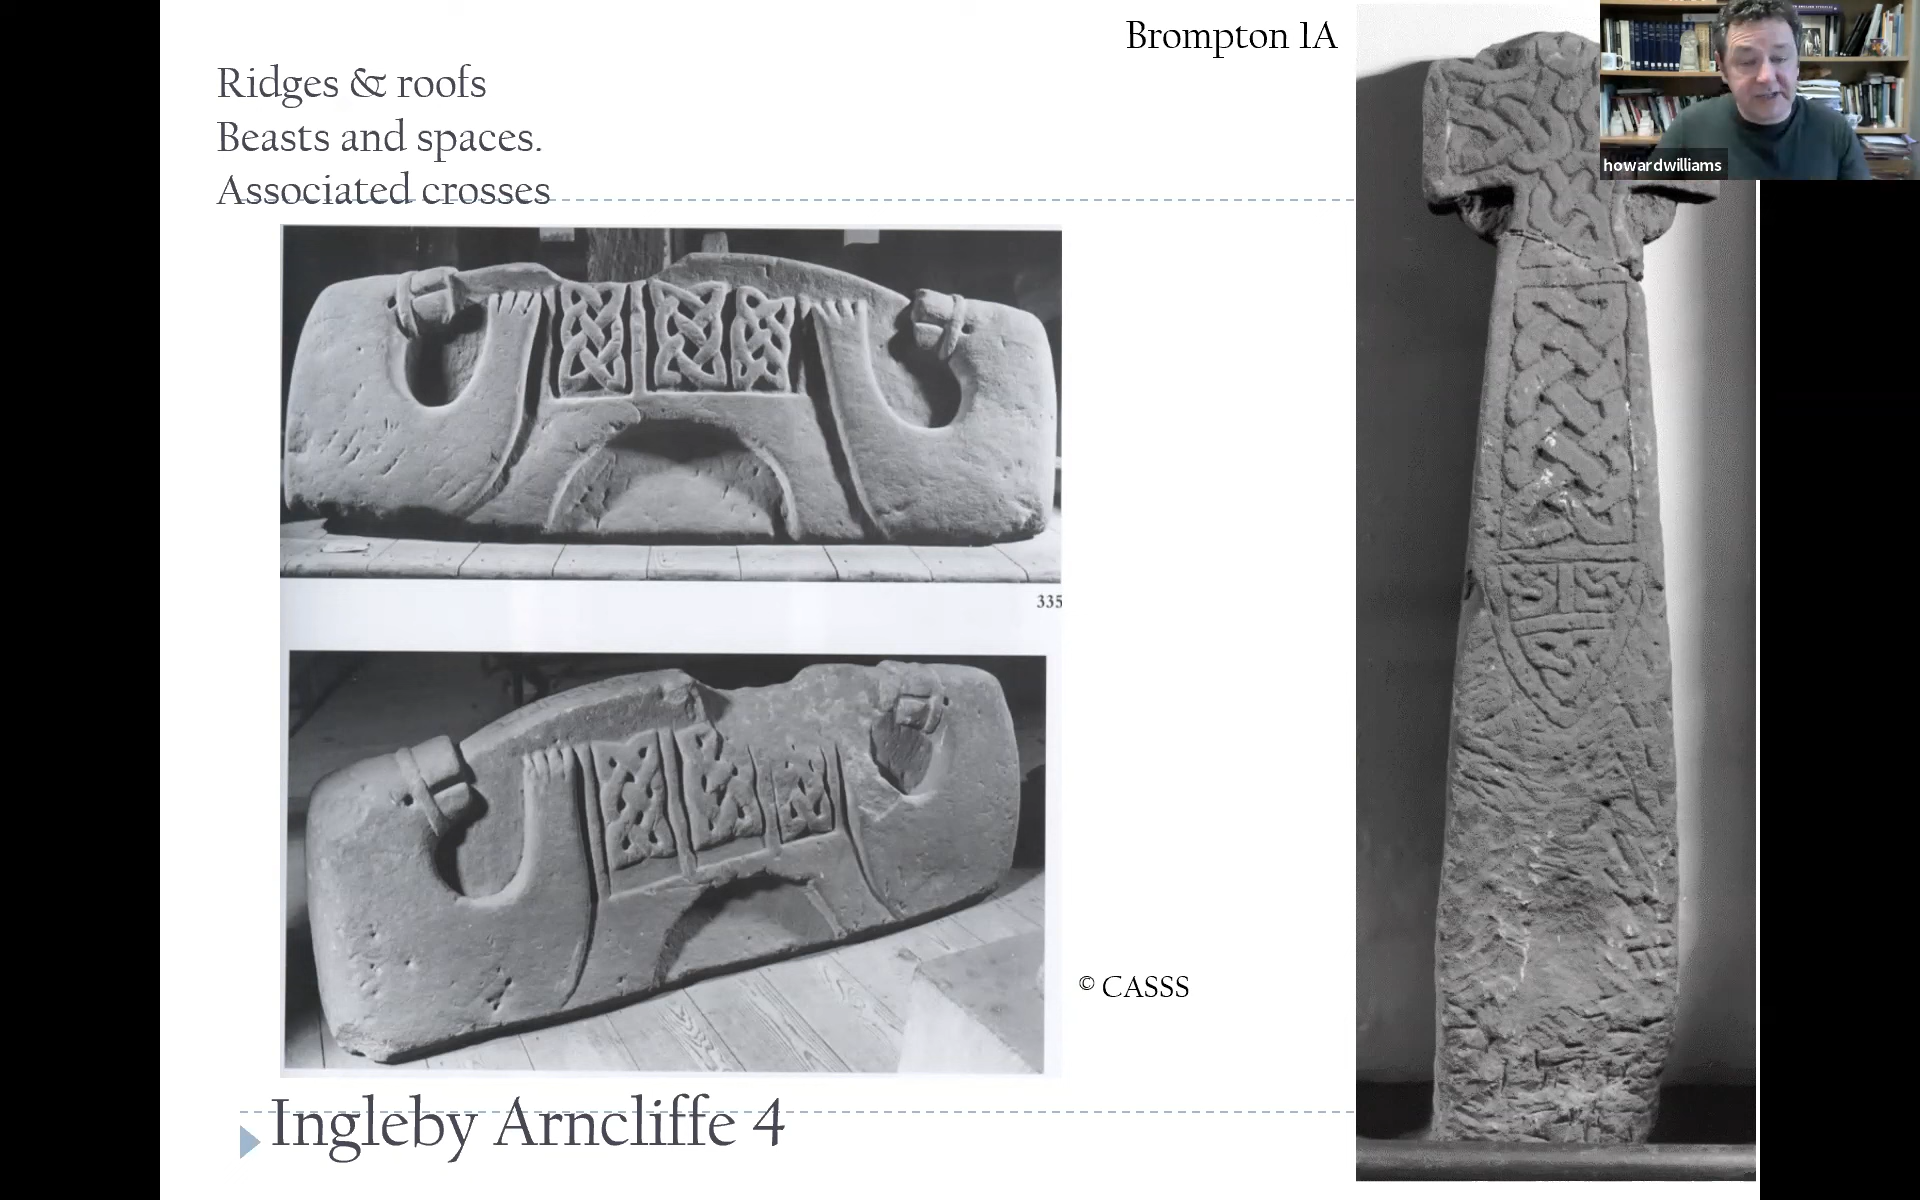 Brompton 1A
Ridges & roofs
Beasts and spaces.
Associated crosses
howardwilliams
335
© CASSS
Ingleby Arncliffe 4